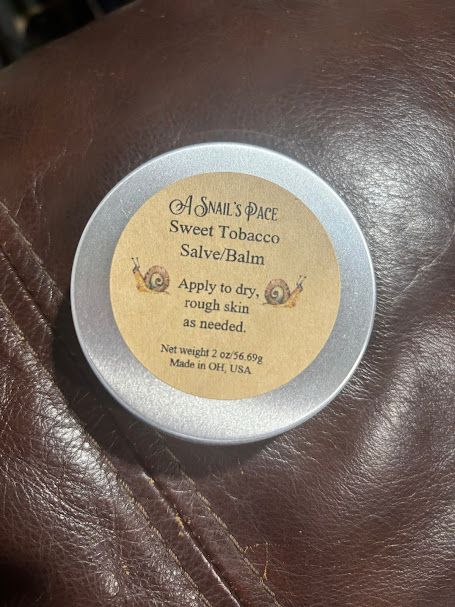 A Snail's Pace
Sweet Tobacco
Salve/Balm
Apply to dry,
rough skin
as needed.
Net weight 2 oz/56.69g
Made in OH, USA